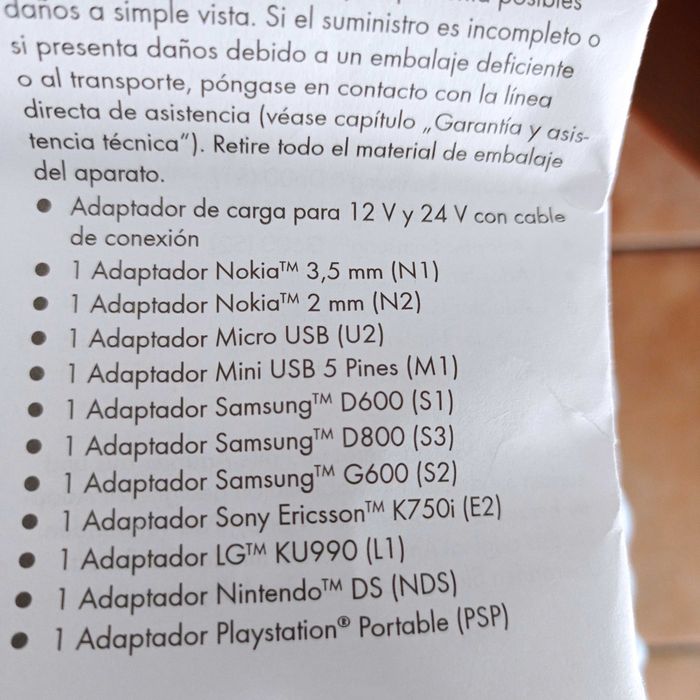 posibles
daños a simple vista. Si el suministro es incompleto o
si presenta daños debido a un embalaje deficiente
o al transporte, póngase en contacto con la línea
directa de asistencia (véase capítulo „Garantía y asis-
tencia técnica"). Retire todo el material de embalaje
del aparato.
● Adaptador de carga para 12 V y 24 V con cable
de conexión
● 1 Adaptador Nokia™ 3,5 mm (N1)
● 1 Adaptador Nokia™ 2 mm (N2)
● 1 Adaptador Micro USB (U2)
● 1 Adaptador Mini USB 5 Pines (M1)
● 1 Adaptador Samsung™ D600 (S1)
● 1 Adaptador Samsung™ D800 (S3)
● 1 Adaptador Samsung™ G600 (S2)
● 1 Adaptador Sony Ericsson™ K750i (E2)
● 1 Adaptador LG™ KU990 (L1)
● 1 Adaptador Nintendo™ DS (NDS)
● 1 Adaptador Playstation® Portable (PSP)